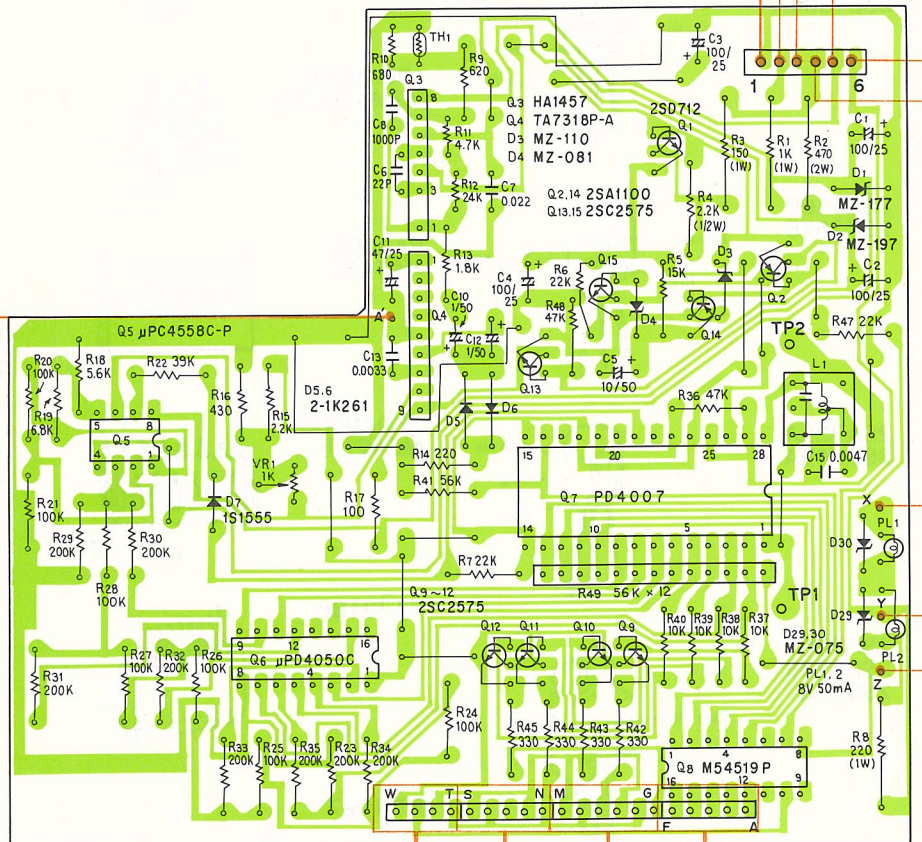 R10
680
TH1
R9
620
C3
100/
25
+
1
6
Q3
8
C8
1000P
R11
4.7K
C6
22P
3
R12
24K
C7
0.022
1
Q3 HA1457
Q4 TA7318P-A
D3 MZ-110
D4 MZ-081
Q2,14 2SA1100
Q13,15 2SC2575
2SD712
Q1
R3
150
(1W)
R1
1K
(1W)
R2
470
(2W)
C1
+
100/25
D1
MZ-177
D2
MZ-197
R4
2.2K
(1/2W)
C11
47/25
+
1
R13
1.8K
C4
100/
25
+
R6
22K
Q15
R5
15K
D3
Q2
+
C2
100/25
A
Q4
C10
1/50
+
C12
1/50
+
R48
47K
D4
Q14
TP2
R47 22K
Q5 µPC4558C-P
C13
0.0033
Q13
C5
+
10/50
L1
R20
100K
R18
5.6K
R22 39K
R19
6.8K
R16
430
R15
2.2K
D5,6
2-1K261
9
D5
D6
R36 47K
5
8
Q5
4
1
R14 220
15
20
25
28
C15 0.0047
VR1
1K
R41 56K
Q7 PD4007
R21
100K
D7
1S1555
R17
100
14
10
5
1
X
PL1
R29
200K
R30
200K
D30
R28
100K
R7 22K
R49 56K × 12
TP1
Q9~12
2SC2575
D29
Y
R40
10K
R39
10K
R38
10K
R37
10K
D29,30
MZ-075
PL2
9
12
16
Q6 µPD4050C
8
4
1
Q12
Q11
Q10
Q9
R31
200K
R27
100K
R32
200K
R26
100K
PL1,2
8V 50mA
Z
R24
100K
R45
330
R44
330
R43
330
R42
330
R8
220
(1W)
R33
200K
R25
100K
R35
200K
R23
200K
R34
200K
1
4
8
Q8 M54519P
16
12
9
W
T
S
N
M
G
F
A